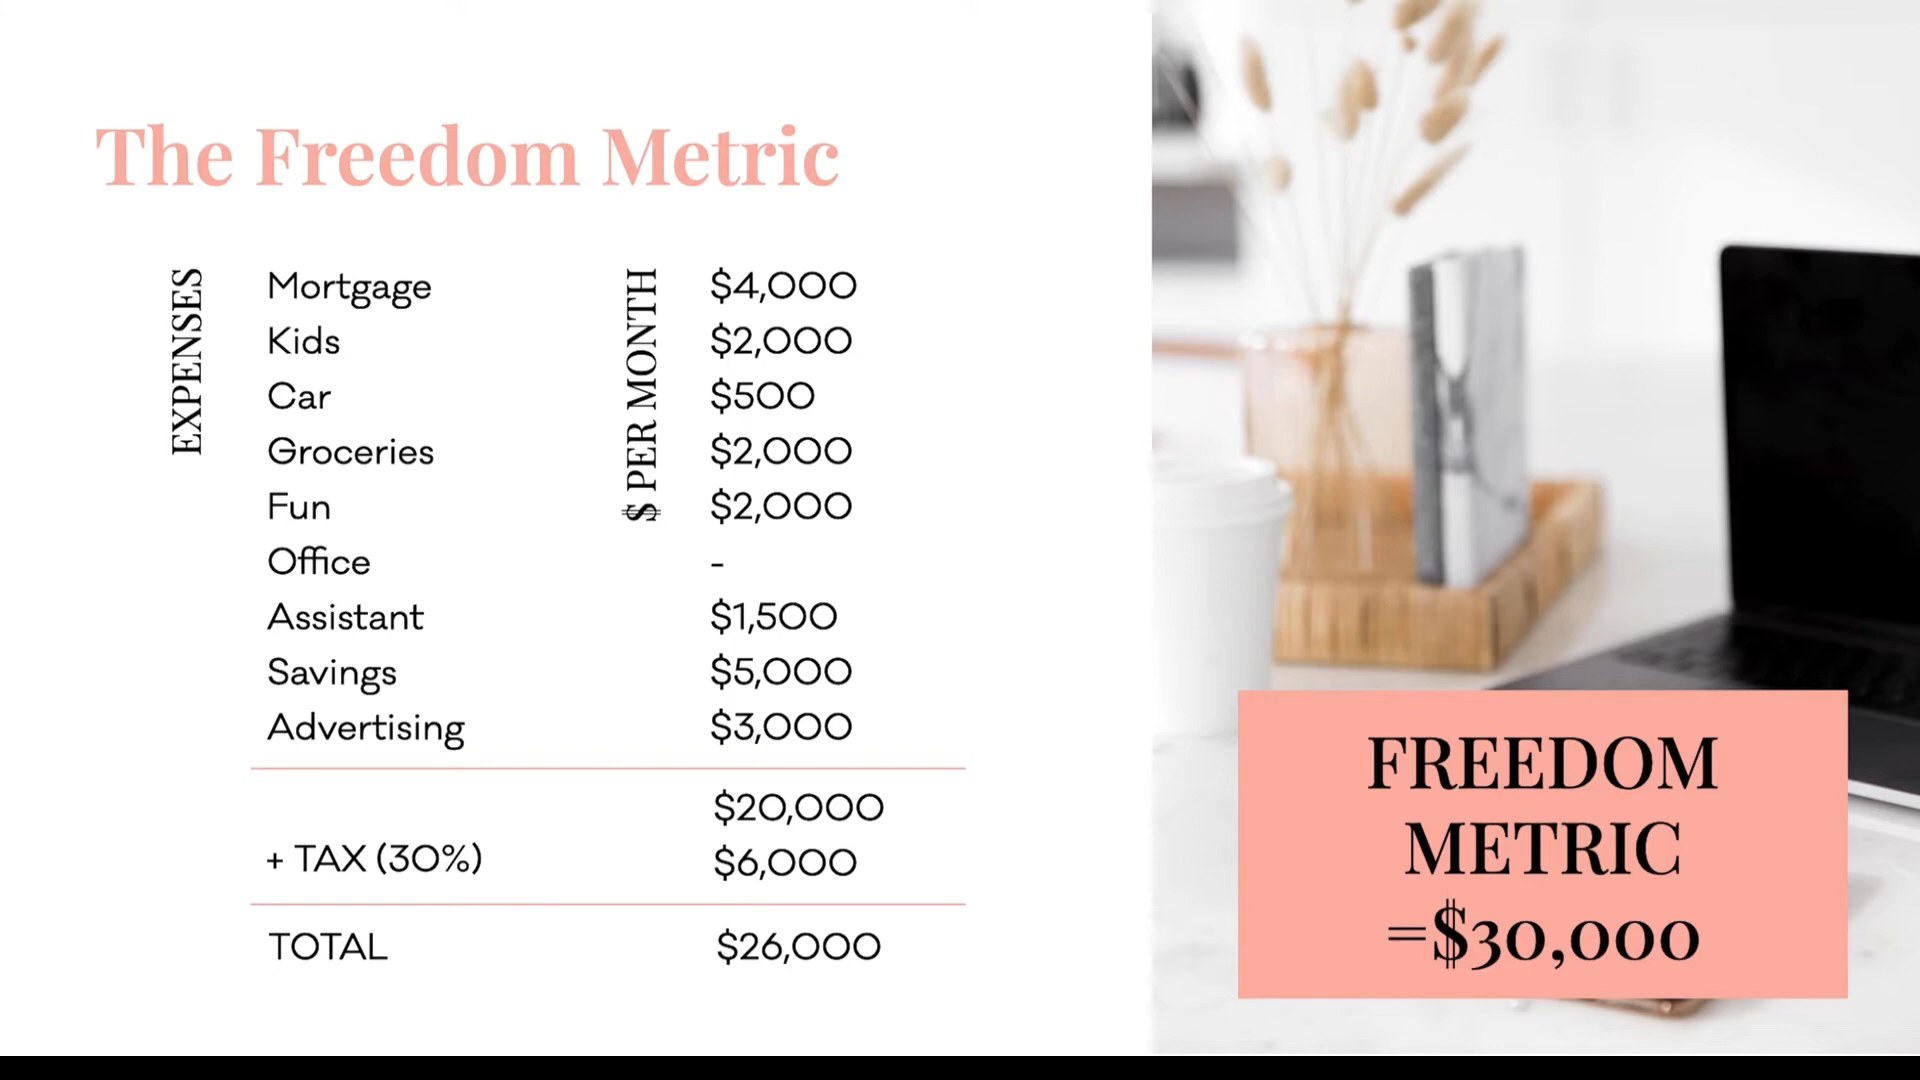 The Freedom Metric
EXPENSES
$ PER MONTH
Mortgage $4,000
Kids $2,000
Car $500
Groceries $2,000
Fun $2,000
Office -
Assistant $1,500
Savings $5,000
Advertising $3,000
$20,000
+ TAX (30%) $6,000
TOTAL $26,000
FREEDOM
METRIC
=$30,000